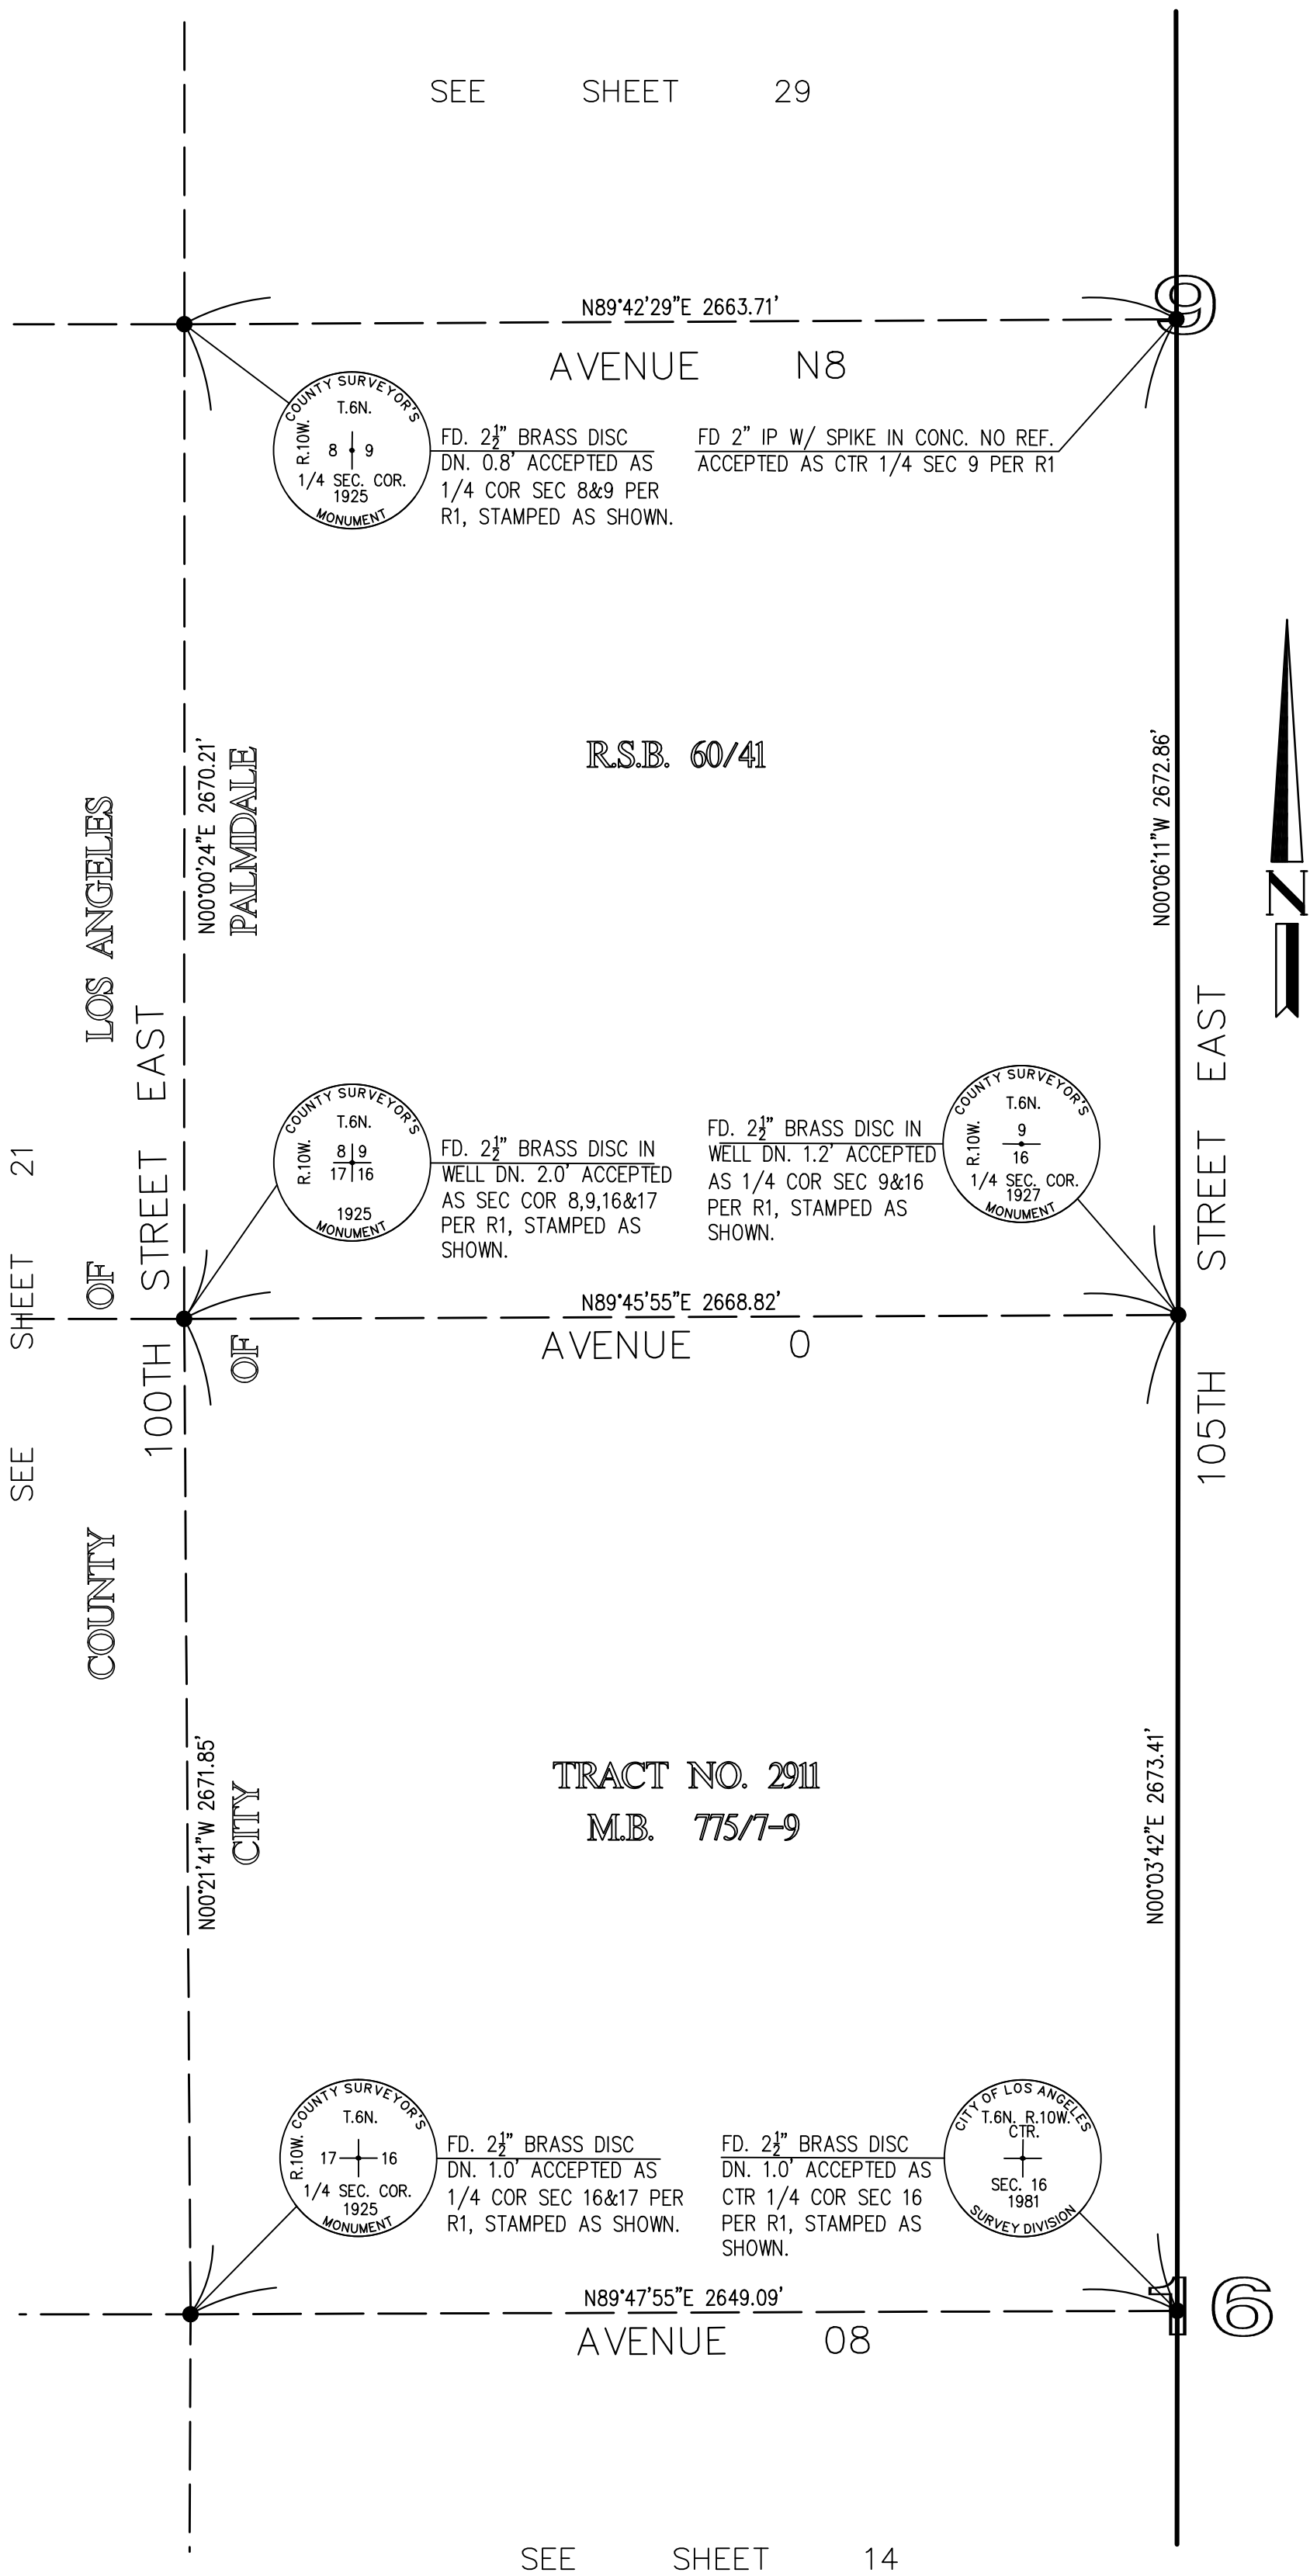 SEE SHEET 29
N89°42'29"E 2663.71'
9
AVENUE N8
COUNTY SURVEYOR'S
T.6N.
R.10W.
8 9
1/4 SEC. COR.
1925
MONUMENT
FD. 2½" BRASS DISC
DN. 0.8' ACCEPTED AS
1/4 COR SEC 8&9 PER
R1, STAMPED AS SHOWN.
FD 2" IP W/ SPIKE IN CONC. NO REF.
ACCEPTED AS CTR 1/4 SEC 9 PER R1
N00°00'24"E 2670.21'
R.S.B. 60/41
N00°06'11"W 2672.86'
N
SEE SHEET 21
COUNTY OF LOS ANGELES
100TH STREET EAST
CITY OF PALMDALE
105TH STREET EAST
COUNTY SURVEYOR'S
T.6N.
R.10W.
8 9
17 16
1925
MONUMENT
FD. 2½" BRASS DISC IN
WELL DN. 2.0' ACCEPTED
AS SEC COR 8,9,16&17
PER R1, STAMPED AS
SHOWN.
FD. 2½" BRASS DISC IN
WELL DN. 1.2' ACCEPTED
AS 1/4 COR SEC 9&16
PER R1, STAMPED AS
SHOWN.
COUNTY SURVEYOR'S
T.6N.
R.10W.
9
16
1/4 SEC. COR.
1927
MONUMENT
N89°45'55"E 2668.82'
AVENUE O
N00°21'41"W 2671.85'
TRACT NO. 2911
M.B. 775/7-9
N00°03'42"E 2673.41'
COUNTY SURVEYOR'S
T.6N.
R.10W.
17 16
1/4 SEC. COR.
1925
MONUMENT
FD. 2½" BRASS DISC
DN. 1.0' ACCEPTED AS
1/4 COR SEC 16&17 PER
R1, STAMPED AS SHOWN.
FD. 2½" BRASS DISC
DN. 1.0' ACCEPTED AS
CTR 1/4 COR SEC 16
PER R1, STAMPED AS
SHOWN.
CITY OF LOS ANGELES
T.6N. R.10W.
CTR.
SEC. 16
1981
SURVEY DIVISION
N89°47'55"E 2649.09'
16
AVENUE 08
SEE SHEET 14